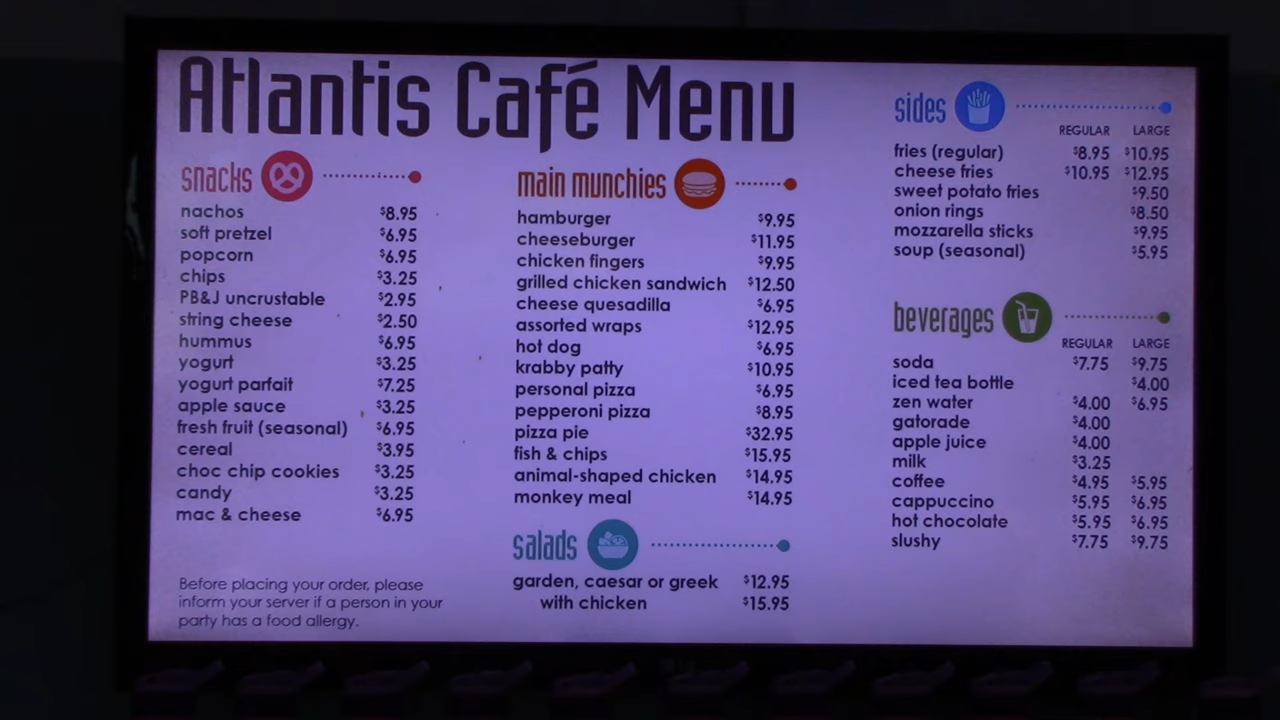 Atlantis Café Menu
snacks
nachos $8.95
soft pretzel $6.95
popcorn $6.95
chips $3.25
PB&J uncrustable $2.95
string cheese $2.50
hummus $6.95
yogurt $3.25
yogurt parfait $7.25
apple sauce $3.25
fresh fruit (seasonal) $6.95
cereal $3.95
choc chip cookies $3.25
candy $3.25
mac & cheese $6.95
Before placing your order, please
inform your server if a person in your
party has a food allergy.
main munchies
hamburger $9.95
cheeseburger $11.95
chicken fingers $9.95
grilled chicken sandwich $12.50
cheese quesadilla $6.95
assorted wraps $12.95
hot dog $6.95
krabby patty $10.95
personal pizza $6.95
pepperoni pizza $8.95
pizza pie $32.95
fish & chips $15.95
animal-shaped chicken $14.95
monkey meal $14.95
salads
garden, caesar or greek $12.95
with chicken $15.95
sides
REGULAR LARGE
fries (regular) $8.95 $10.95
cheese fries $10.95 $12.95
sweet potato fries $9.50
onion rings $8.50
mozzarella sticks $9.95
soup (seasonal) $5.95
beverages
REGULAR LARGE
soda $7.75 $9.75
iced tea bottle $4.00
zen water $4.00 $6.95
gatorade $4.00
apple juice $4.00
milk $3.25
coffee $4.95 $5.95
cappuccino $5.95 $6.95
hot chocolate $5.95 $6.95
slushy $7.75 $9.75